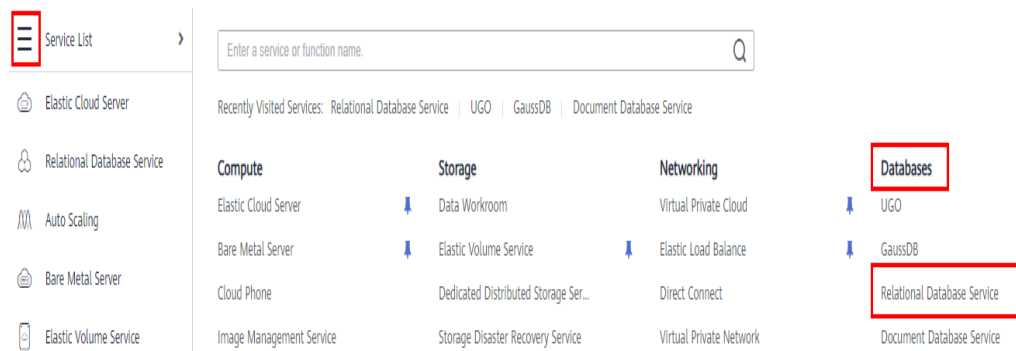 Service List
Elastic Cloud Server
Relational Database Service
Auto Scaling
Bare Metal Server
Elastic Volume Service
Enter a service or function name.
Recently Visited Services: Relational Database Service | UGO | GaussDB | Document Database Service
Compute
Elastic Cloud Server
Bare Metal Server
Cloud Phone
Image Management Service
Storage
Data Workroom
Elastic Volume Service
Dedicated Distributed Storage Ser...
Storage Disaster Recovery Service
Networking
Virtual Private Cloud
Elastic Load Balance
Direct Connect
Virtual Private Network
Databases
UGO
GaussDB
Relational Database Service
Document Database Service